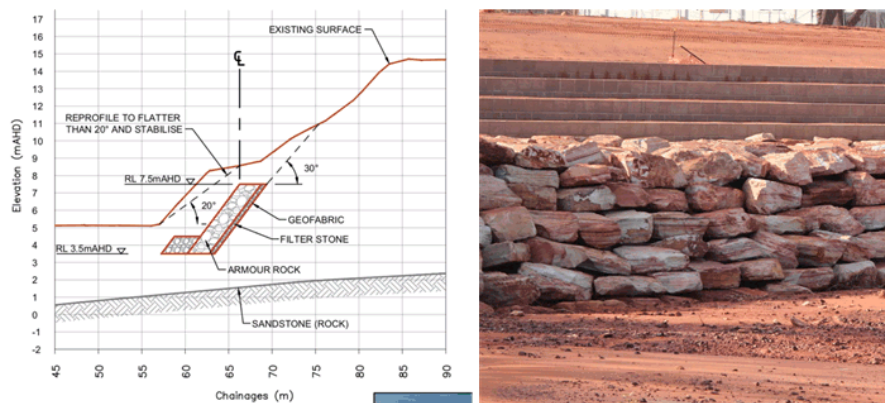 17
16
15
14
13
12
11
10
9
8
7
6
5
4
3
2
1
0
-1
-2
Elevation (mAHD)
EXISTING SURFACE
℄
REPROFILE TO FLATTER
THAN 20° AND STABILISE
RL 7.5mAHD
30°
20°
GEOFABRIC
FILTER STONE
RL 3.5mAHD
ARMOUR ROCK
SANDSTONE (ROCK)
45 50 55 60 65 70 75 80 85 90
Chainages (m)